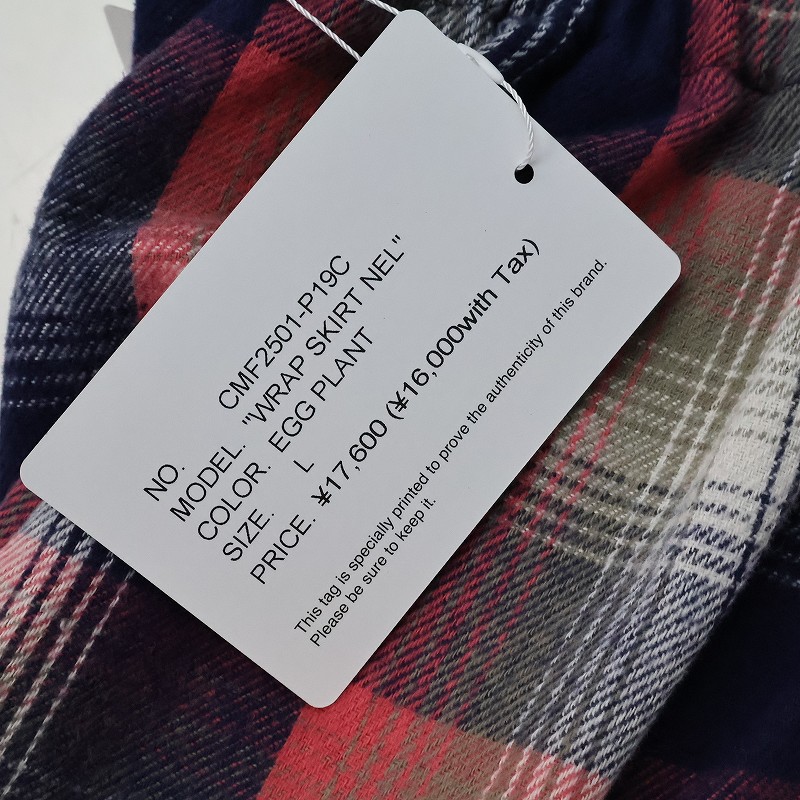 NO. CMF2501-P19C
MODEL. "WRAP SKIRT NEL"
COLOR. EGG PLANT
SIZE. L
PRICE. ¥17,600 (¥16,000with Tax)
This tag is specially printed to prove the authenticity of this brand.
Please be sure to keep it.